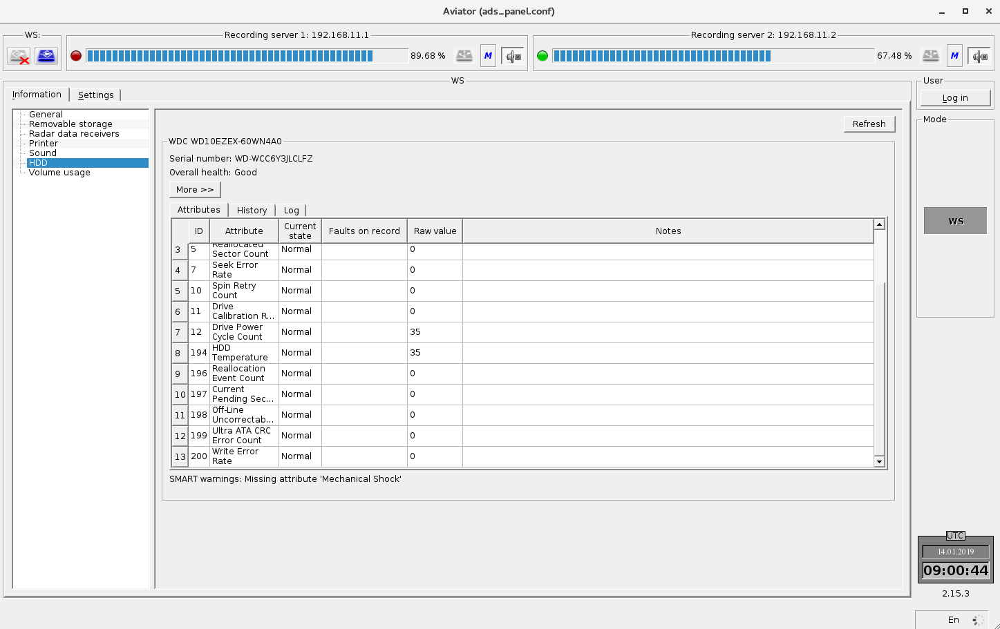 Aviator (ads_panel.conf)
WS:
Recording server 1: 192.168.11.1
Recording server 2: 192.168.11.2
89.68 %
M
67.48 %
M
WS
Information
Settings
User
Log in
Mode
WS
General
Removable storage
Radar data receivers
Printer
Sound
HDD
Volume usage
Refresh
WDC WD10EZEX-60WN4A0
Serial number: WD-WCC6Y3JLCLFZ
Overall health: Good
More >>
Attributes
History
Log
ID
Attribute
Current
state
Faults on record
Raw value
Notes
3 5 Reallocated
Sector Count Normal 0
4 7 Seek Error
Rate Normal 0
5 10 Spin Retry
Count Normal 0
6 11 Drive
Calibration R... Normal 0
7 12 Drive Power
Cycle Count Normal 35
8 194 HDD
Temperature Normal 35
9 196 Reallocation
Event Count Normal 0
10 197 Current
Pending Sec... Normal 0
11 198 Off-Line
Uncorrectab... Normal 0
12 199 Ultra ATA CRC
Error Count Normal 0
13 200 Write Error
Rate Normal 0
SMART warnings: Missing attribute 'Mechanical Shock'
UTC
14.01.2019
09:00:44
2.15.3
En